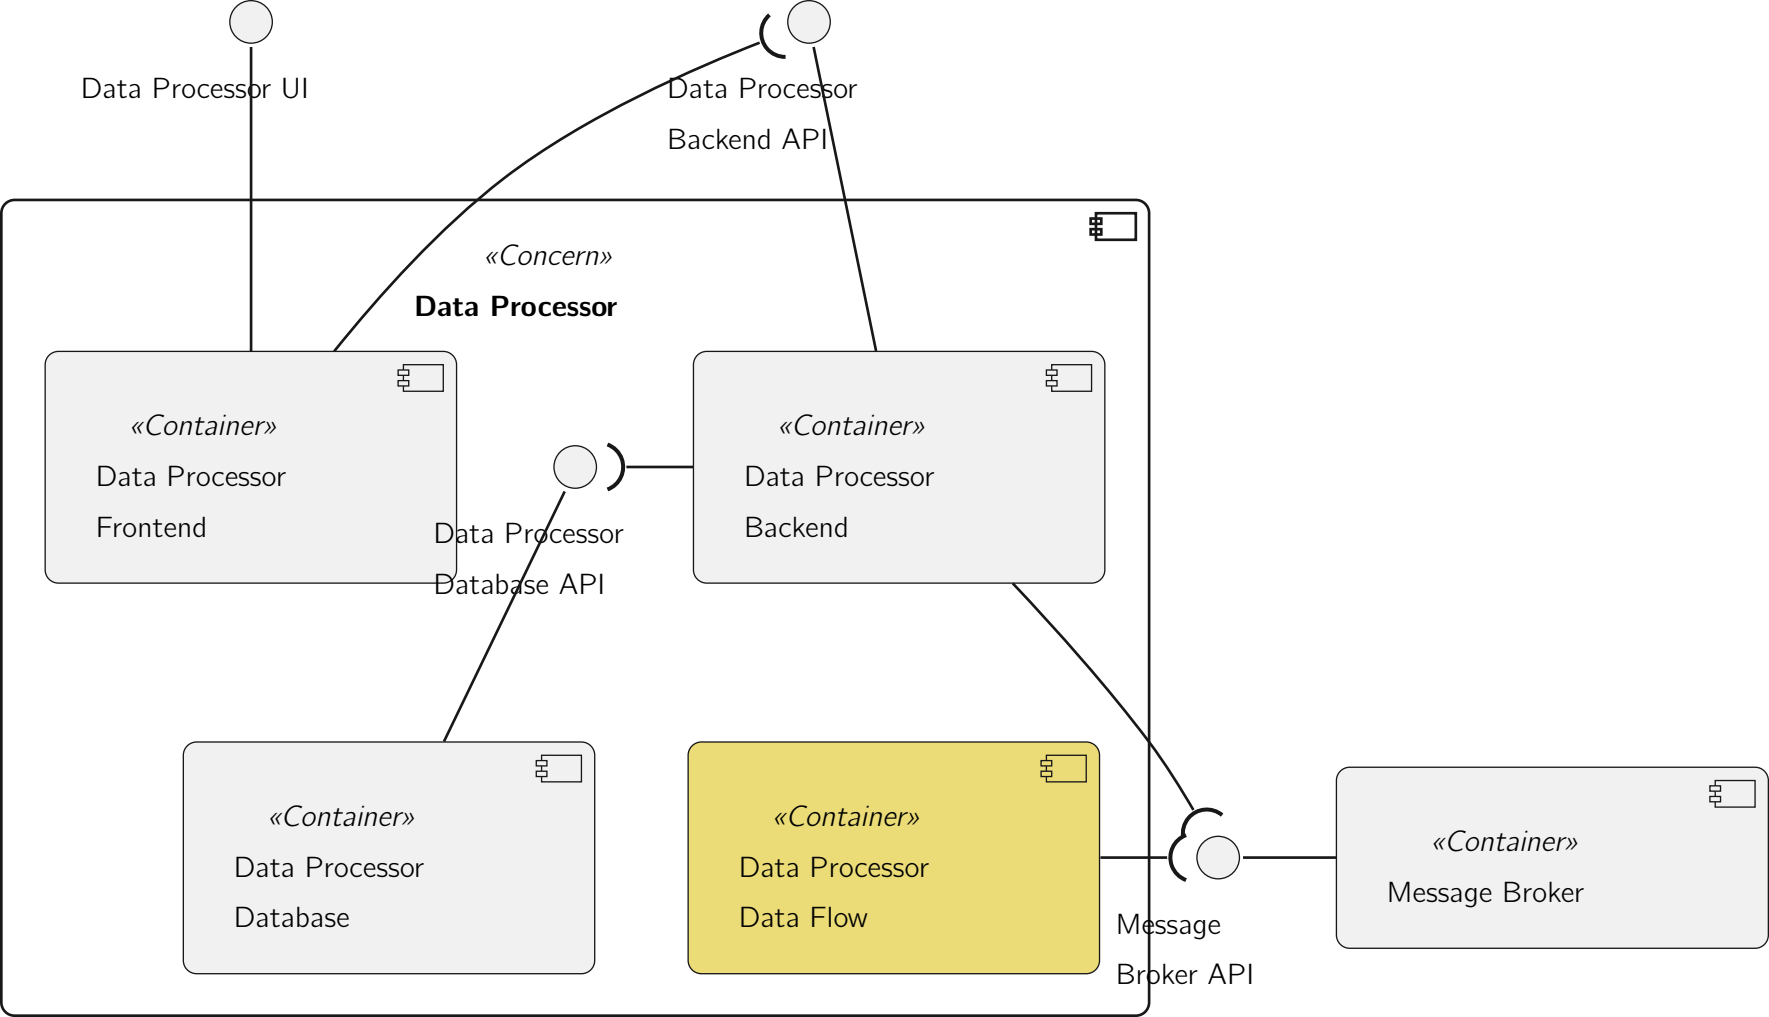 Data Processor UI
Data Processor
Backend API
«Concern»
Data Processor
«Container»
Data Processor
Frontend
«Container»
Data Processor
Backend
Data Processor
Database API
«Container»
Data Processor
Database
«Container»
Data Processor
Data Flow
Message
Broker API
«Container»
Message Broker